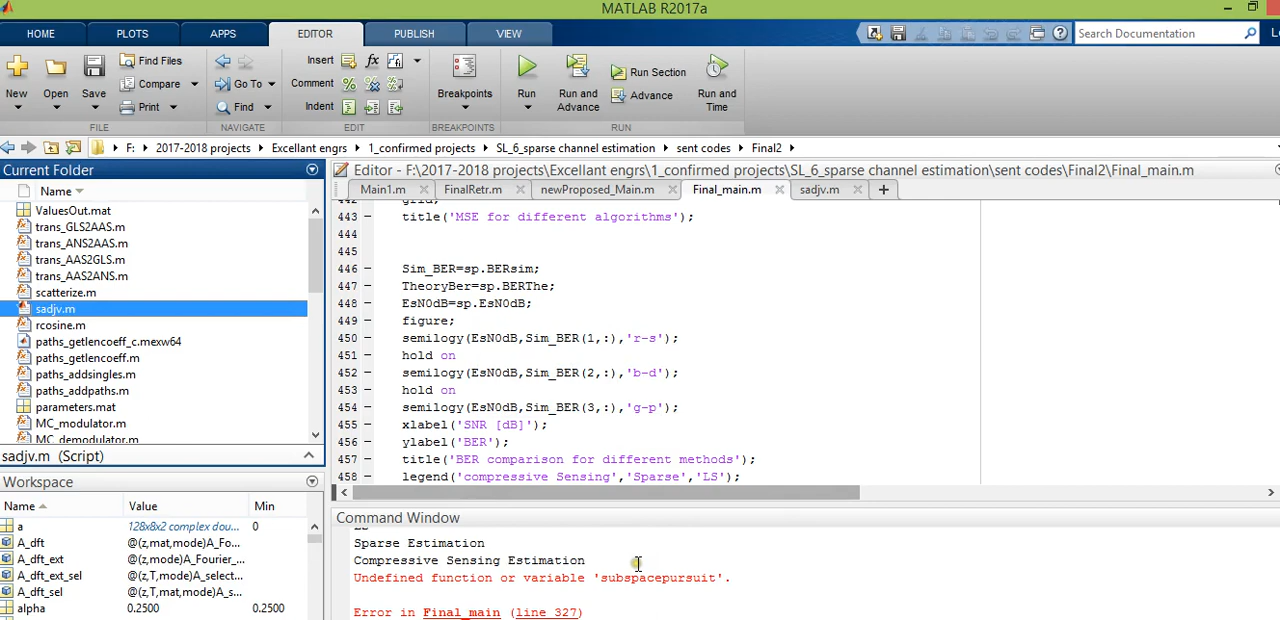 MATLAB R2017a
HOME PLOTS APPS EDITOR PUBLISH VIEW Search Documentation
New Open Save Find Files Compare Print
Go To Find
Insert Comment Indent
Breakpoints
Run Run and Advance Run Section Advance Run and Time
FILE NAVIGATE EDIT BREAKPOINTS RUN
F: 2017-2018 projects Excellant engrs 1_confirmed projects SL_6_sparse channel estimation sent codes Final2
Current Folder
Name
ValuesOut.mat
trans_GLS2AAS.m
trans_ANS2AAS.m
trans_AAS2GLS.m
trans_AAS2ANS.m
scatterize.m
sadjv.m
rcosine.m
paths_getlencoeff_c.mexw64
paths_getlencoeff.m
paths_addsingles.m
paths_addpaths.m
parameters.mat
MC_modulator.m
MC_demodulator.m
sadjv.m (Script)
Workspace
Name Value Min
a 128x8x2 complex dou... 0
A_dft @(z,mat,mode)A_Fo...
A_dft_ext @(z,mode)A_Fourier_...
A_dft_ext_sel @(z,T,mat,mode)A_s...
A_dft_sel @(z,T,mat,mode)A_s...
alpha 0.2500 0.2500
Editor - F:\2017-2018 projects\Excellant engrs\1_confirmed projects\SL_6_sparse channel estimation\sent codes\Final2\Final_main.m
Main1.m FinalRetr.m newProposed_Main.m Final_main.m sadjv.m
442 grid;
443 title('MSE for different algorithms');
444
445
446 Sim_BER=sp.BERsim;
447 TheoryBer=sp.BERThe;
448 EsN0dB=sp.EsN0dB;
449 figure;
450 semilogy(EsN0dB,Sim_BER(1,:),'r-s');
451 hold on
452 semilogy(EsN0dB,Sim_BER(2,:),'b-d');
453 hold on
454 semilogy(EsN0dB,Sim_BER(3,:),'g-p');
455 xlabel('SNR [dB]');
456 ylabel('BER');
457 title('BER comparison for different methods');
458 legend('compressive Sensing','Sparse','LS');
Command Window
LS
Sparse Estimation
Compressive Sensing Estimation
Undefined function or variable 'subspacepursuit'.
Error in Final_main (line 327)